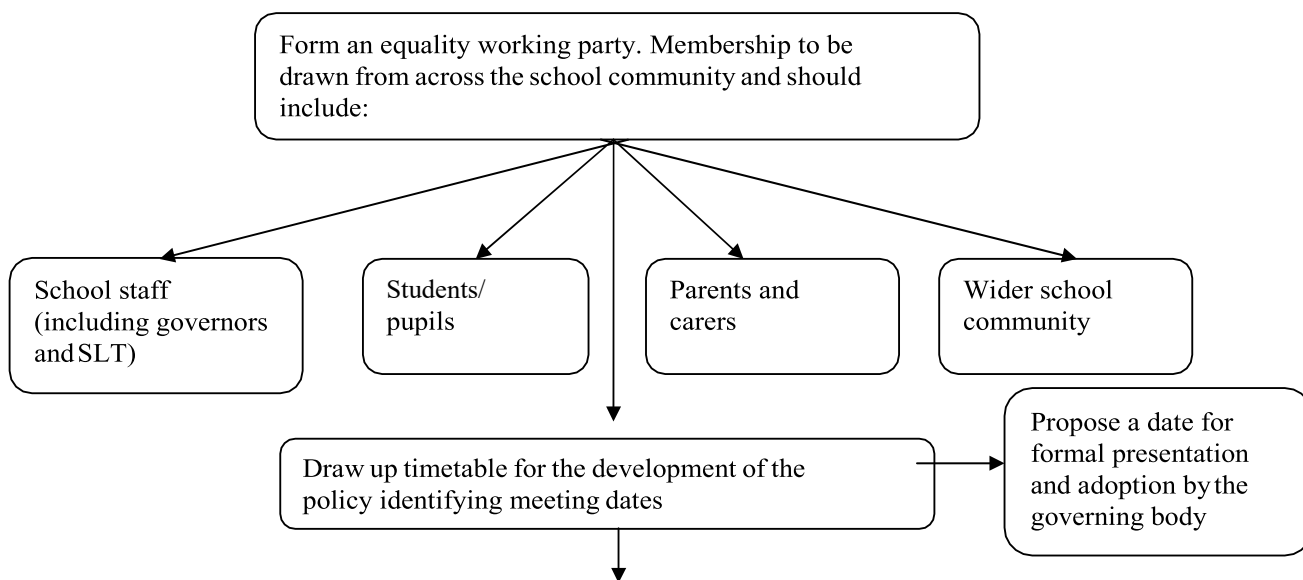 Form an equality working party. Membership to be
drawn from across the school community and should
include:
School staff
(including governors
and SLT)
Students/
pupils
Parents and
carers
Wider school
community
Draw up timetable for the development of the
policy identifying meeting dates
Propose a date for
formal presentation
and adoption by the
governing body